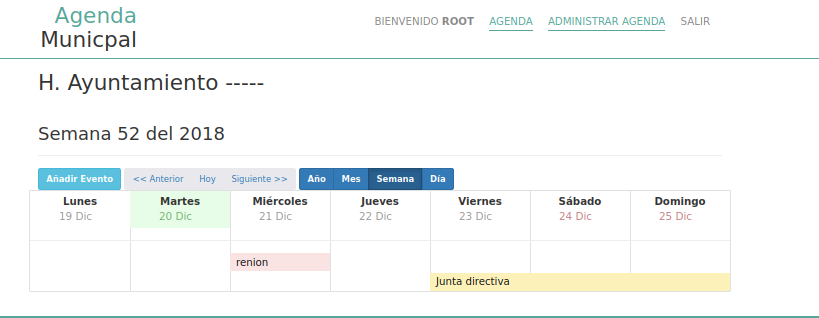 Agenda
Municpal
BIENVENIDO ROOT AGENDA ADMINISTRAR AGENDA SALIR
H. Ayuntamiento -----
Semana 52 del 2018
Añadir Evento << Anterior Hoy Siguiente >> Año Mes Semana Día
Lunes Martes Miércoles Jueves Viernes Sábado Domingo
19 Dic 20 Dic 21 Dic 22 Dic 23 Dic 24 Dic 25 Dic
renion
Junta directiva